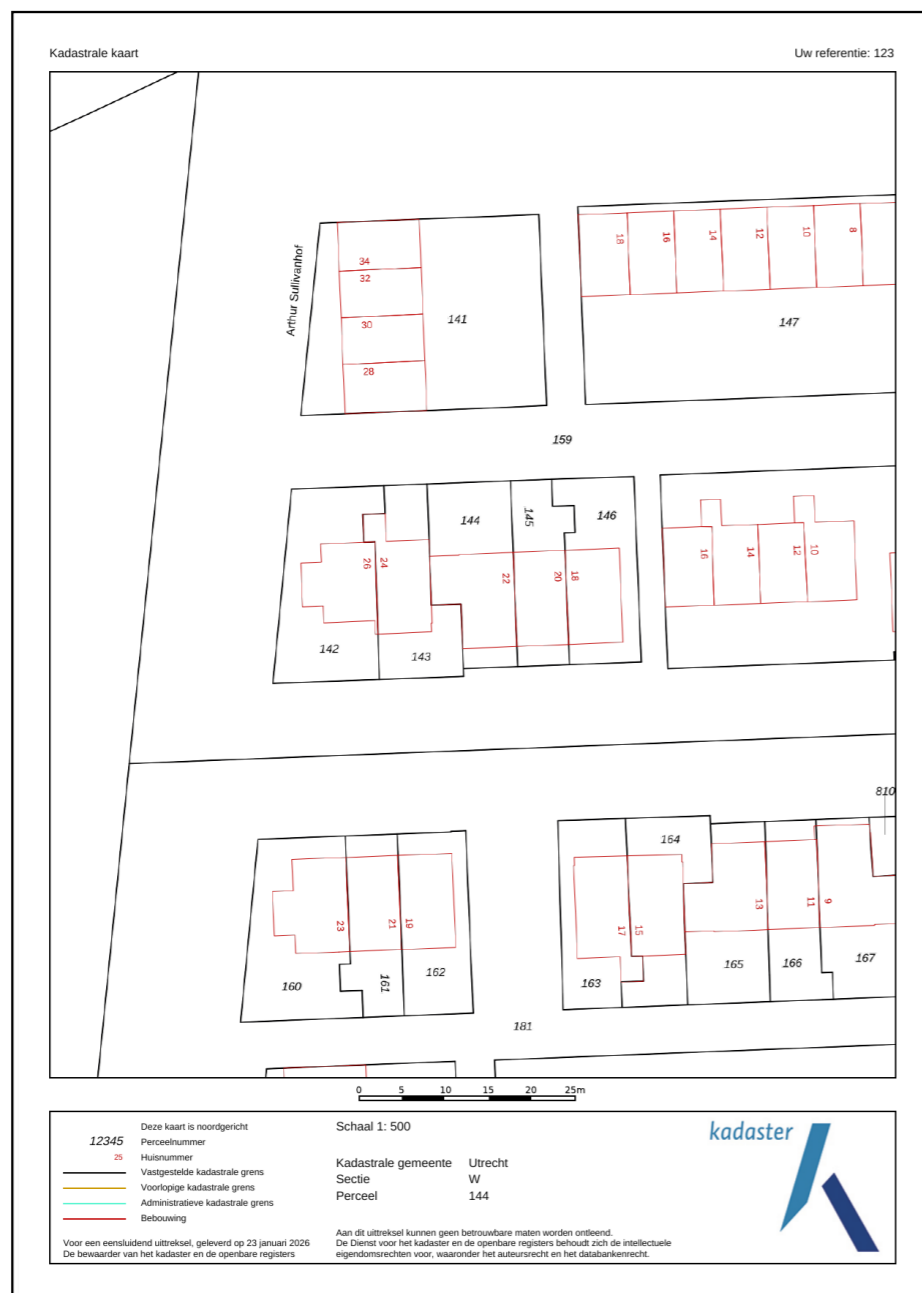 Kadastrale kaart
Uw referentie: 123
Arthur Sullivanhof
34
32
30
28
141
18
16
14
12
10
8
147
159
144
145
146
26
24
22
20
18
142
143
16
14
12
10
810
164
23
21
19
17
15
13
11
9
160
161
162
163
165
166
167
181
0 5 10 15 20 25m
Deze kaart is noordgericht
12345 Perceelnummer
25 Huisnummer
Vastgestelde kadastrale grens
Voorlopige kadastrale grens
Administratieve kadastrale grens
Bebouwing
Voor een eensluidend uittreksel, geleverd op 23 januari 2026
De bewaarder van het kadaster en de openbare registers
Schaal 1: 500
Kadastrale gemeente Utrecht
Sectie W
Perceel 144
Aan dit uittreksel kunnen geen betrouwbare maten worden ontleend.
De Dienst voor het kadaster en de openbare registers behoudt zich de intellectuele
eigendomsrechten voor, waaronder het auteursrecht en het databankenrecht.
kadaster